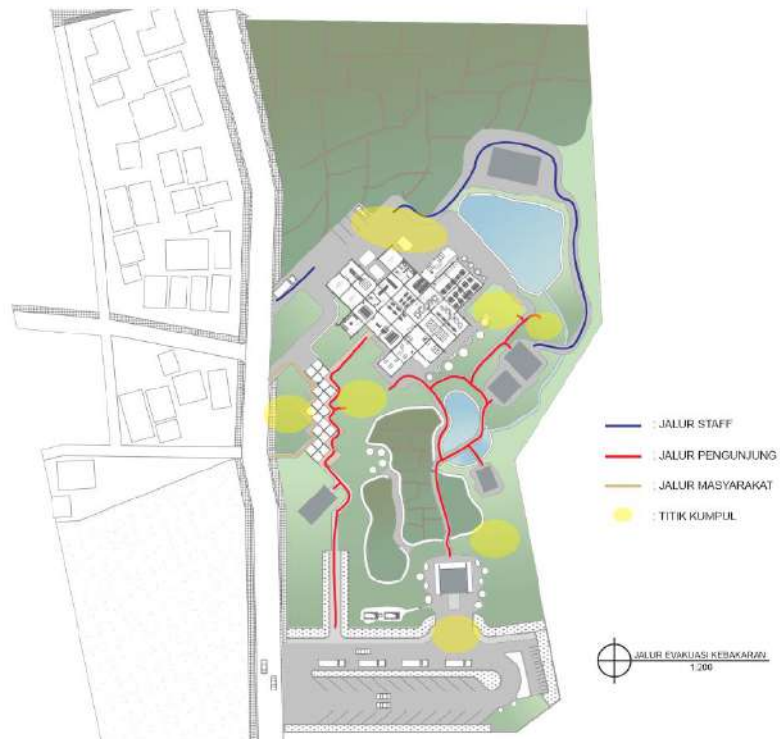 : JALUR STAFF
: JALUR PENGUNJUNG
: JALUR MASYARAKAT
: TITIK KUMPUL
JALUR EVAKUASI KEBAKARAN
1:200